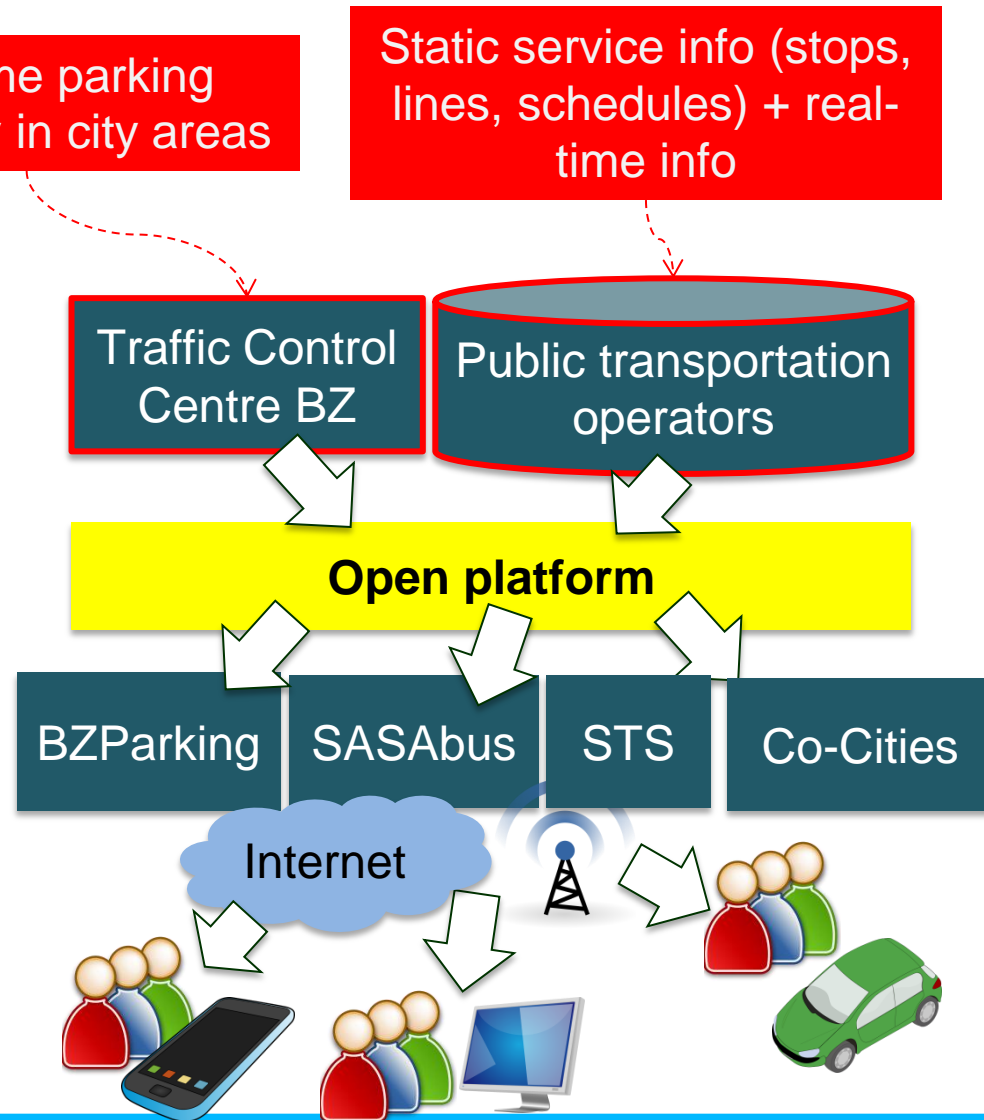 me parking
in city areas
Static service info (stops,
lines, schedules) + real-
time info
Traffic Control
Centre BZ
Public transportation
operators
Open platform
BZParking
SASAbus
STS
Co-Cities
Internet